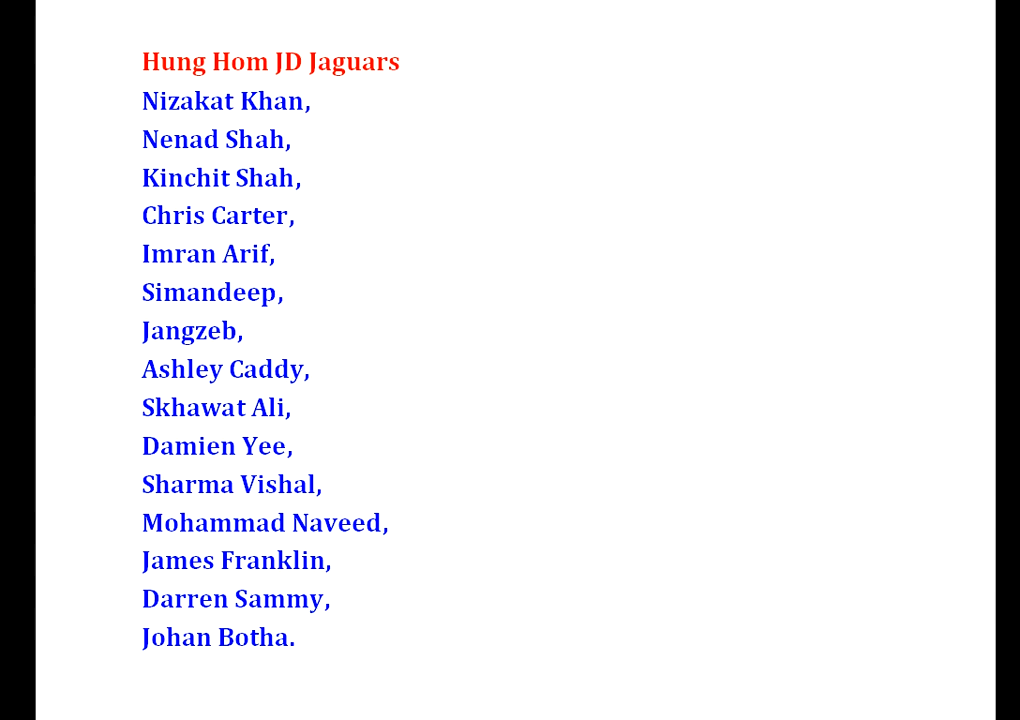 Hung Hom JD Jaguars
Nizakat Khan,
Nenad Shah,
Kinchit Shah,
Chris Carter,
Imran Arif,
Simandeep,
Jangzeb,
Ashley Caddy,
Skhawat Ali,
Damien Yee,
Sharma Vishal,
Mohammad Naveed,
James Franklin,
Darren Sammy,
Johan Botha.